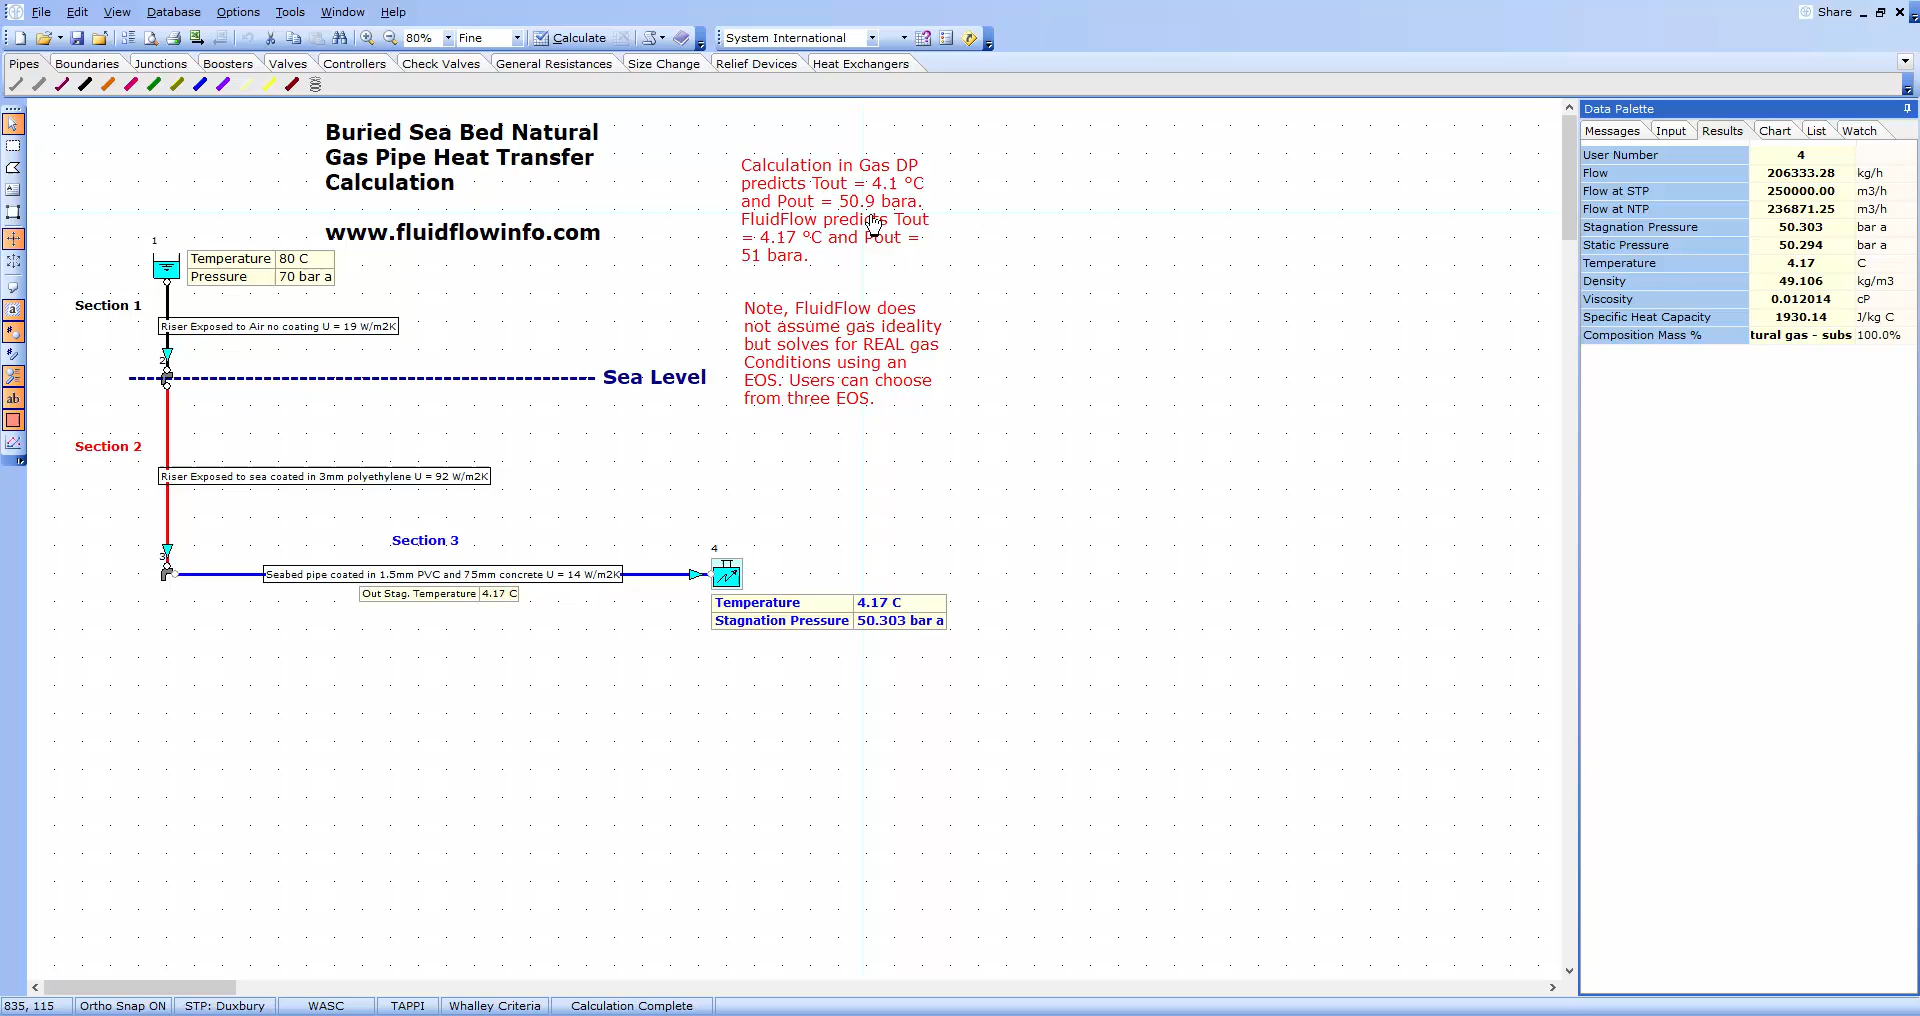 File Edit View Database Options Tools Window Help Share
80% Fine Calculate System International
Pipes Boundaries Junctions Boosters Valves Controllers Check Valves General Resistances Size Change Relief Devices Heat Exchangers
Buried Sea Bed Natural
Gas Pipe Heat Transfer
Calculation
www.fluidflowinfo.com
Calculation in Gas DP
predicts Tout = 4.1 °C
and Pout = 50.9 bara.
FluidFlow predicts Tout
= 4.17 °C and Pout =
51 bara.
Note, FluidFlow does
not assume gas ideality
but solves for REAL gas
Conditions using an
EOS. Users can choose
from three EOS.
1
Temperature 80 C
Pressure 70 bar a
Section 1
Riser Exposed to Air no coating U = 19 W/m2K
2
Sea Level
Section 2
Riser Exposed to sea coated in 3mm polyethylene U = 92 W/m2K
3
Section 3
Seabed pipe coated in 1.5mm PVC and 75mm concrete U = 14 W/m2K
Out Stag. Temperature 4.17 C
4
Temperature 4.17 C
Stagnation Pressure 50.303 bar a
Data Palette
Messages Input Results Chart List Watch
User Number 4
Flow 206333.28 kg/h
Flow at STP 250000.00 m3/h
Flow at NTP 236871.25 m3/h
Stagnation Pressure 50.303 bar a
Static Pressure 50.294 bar a
Temperature 4.17 C
Density 49.106 kg/m3
Viscosity 0.012014 cP
Specific Heat Capacity 1930.14 J/kg C
Composition Mass % tural gas - subs 100.0%
835, 115 Ortho Snap ON STP: Duxbury WASC TAPPI Whalley Criteria Calculation Complete